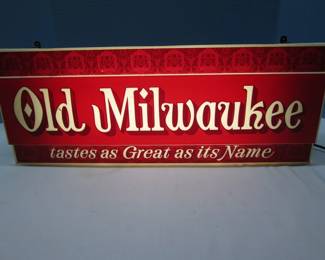 Old Milwaukee
tastes as Great as its Name